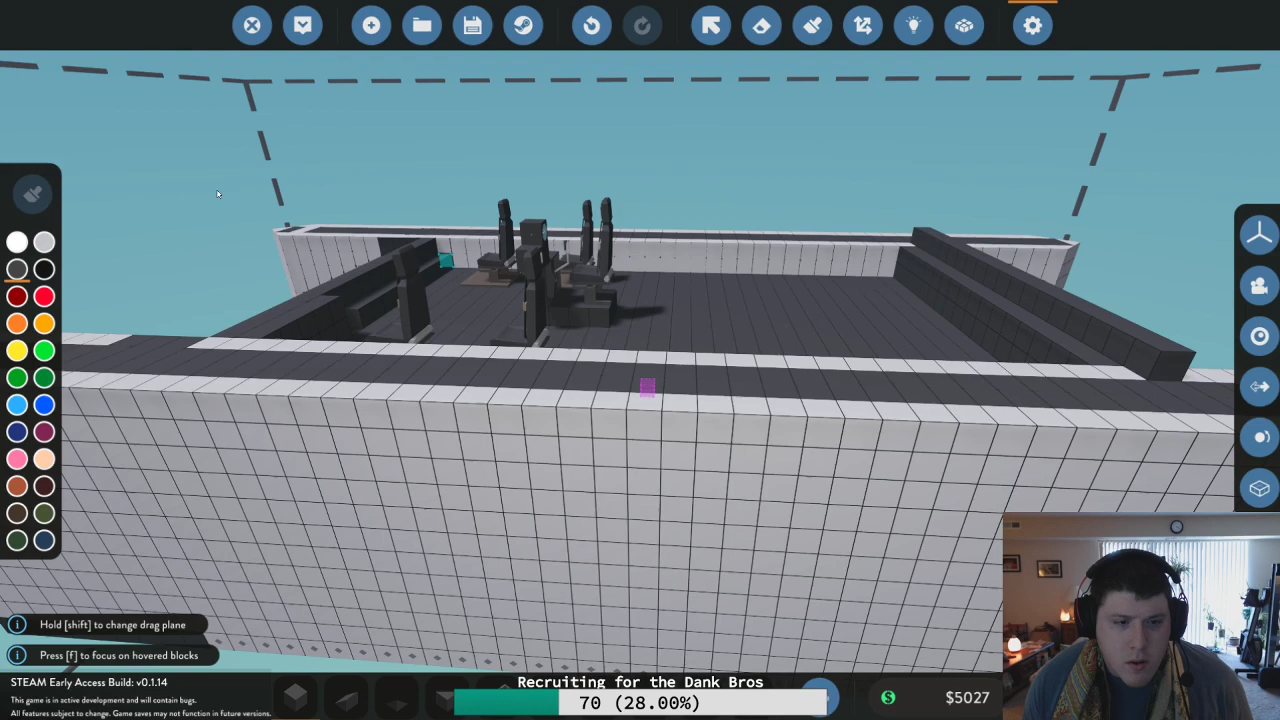 Hold [shift] to change drag plane
Press [f] to focus on hovered blocks
STEAM Early Access Build: v0.1.14
This game is in active development and will contain bugs.
All features subject to change. Game saves may not function in future versions.
Recruiting for the Dank Bros
70 (28.00%)
$5027